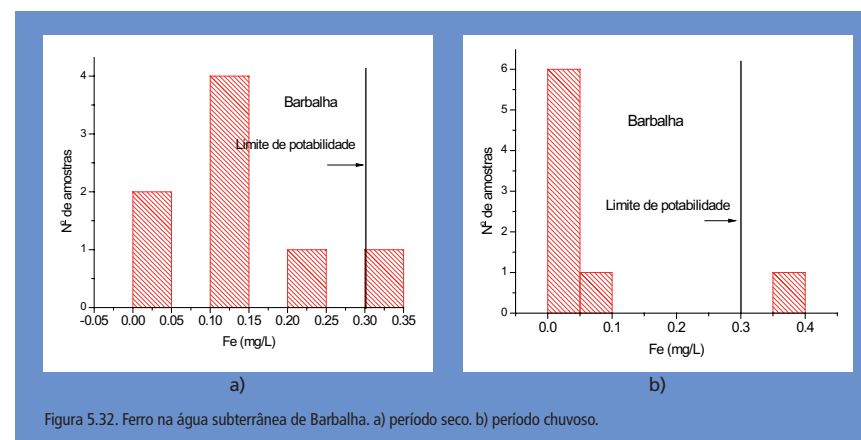 4
3
2
1
0
Nº de amostras
Barbalha
Limite de potabilidade
-0.05 0.00 0.05 0.10 0.15 0.20 0.25 0.30 0.35
Fe (mg/L)
a)
6
5
4
3
2
1
0
Nº de amostras
Barbalha
Limite de potabilidade
0.0 0.1 0.2 0.3 0.4
Fe (mg/L)
b)
Figura 5.32. Ferro na água subterrânea de Barbalha. a) período seco. b) período chuvoso.